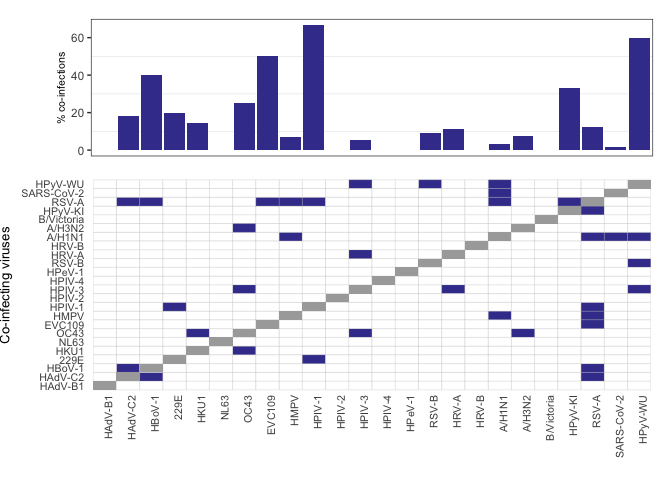 % co-infections
60
40
20
0
Co-infecting viruses
HPyV-WU
SARS-CoV-2
RSV-A
HPyV-KI
B/Victoria
A/H3N2
A/H1N1
HRV-B
HRV-A
RSV-B
HPeV-1
HPIV-4
HPIV-3
HPIV-2
HPIV-1
HMPV
EVC109
OC43
NL63
HKU1
229E
HBoV-1
HAdV-C2
HAdV-B1
HAdV-B1
HAdV-C2
HBoV-1
229E
HKU1
NL63
OC43
EVC109
HMPV
HPIV-1
HPIV-2
HPIV-3
HPIV-4
HPeV-1
RSV-B
HRV-A
HRV-B
A/H1N1
A/H3N2
B/Victoria
HPyV-KI
RSV-A
SARS-CoV-2
HPyV-WU